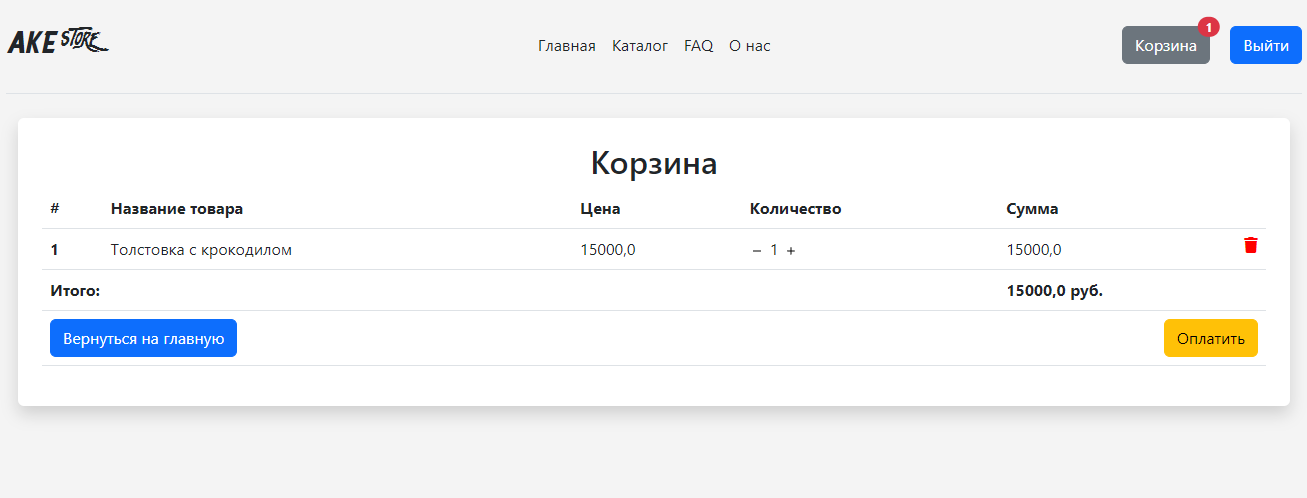 AKE STORE Главная Каталог FAQ О нас Корзина 1 Выйти
Корзина
# Название товара Цена Количество Сумма
1 Толстовка с крокодилом 15000,0 − 1 + 15000,0
Итого: 15000,0 руб.
Вернуться на главную Оплатить